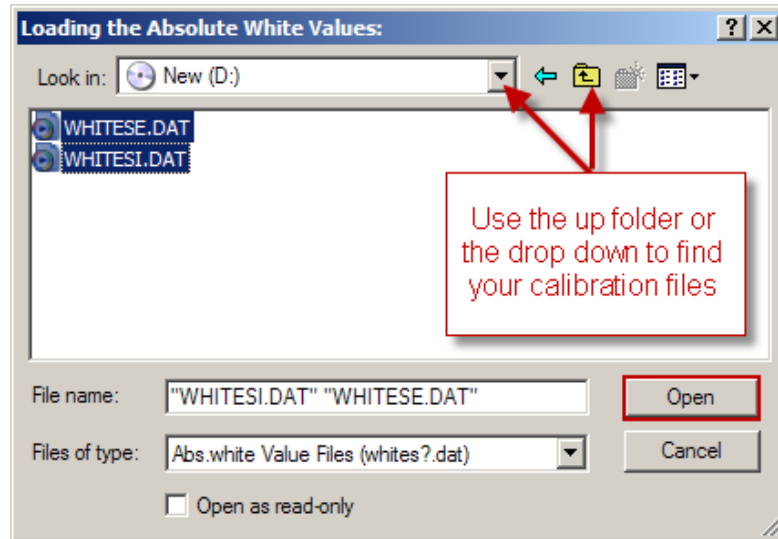 Loading the Absolute White Values:
Look in: New (D:)
WHITESE.DAT
WHITESI.DAT
Use the up folder or
the drop down to find
your calibration files
File name: "WHITESI.DAT" "WHITESE.DAT" Open
Files of type: Abs.white Value Files (whites?.dat) Cancel
Open as read-only